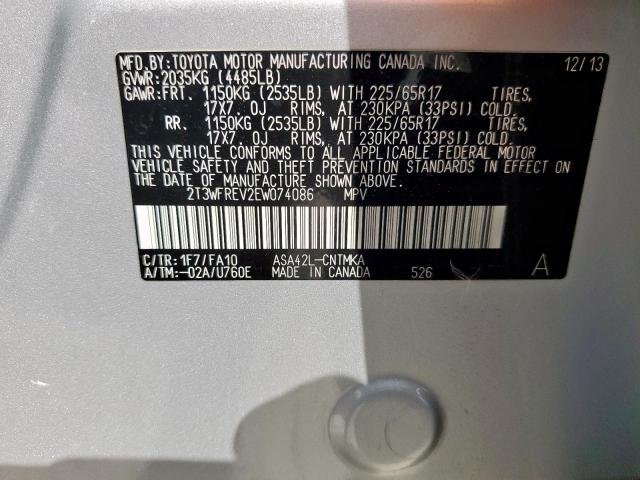 MFD.BY:TOYOTA MOTOR MANUFACTURING CANADA INC. 12/13
GVWR:2035KG (4485LB)
GAWR:FRT. 1150KG (2535LB) WITH 225/65R17 TIRES,
17X7.0J RIMS, AT 230KPA (33PSI) COLD.
RR. 1150KG (2535LB) WITH 225/65R17 TIRES,
17X7.0J RIMS, AT 230KPA (33PSI) COLD.
THIS VEHICLE CONFORMS TO ALL APPLICABLE FEDERAL MOTOR
VEHICLE SAFETY AND THEFT PREVENTION STANDARDS IN EFFECT ON
THE DATE OF MANUFACTURE SHOWN ABOVE.
2T3WFREV2EW074086 MPV
C/TR:1F7/FA10 ASA42L-CNTMKA
A/TM:-02A/U760E MADE IN CANADA 526 A